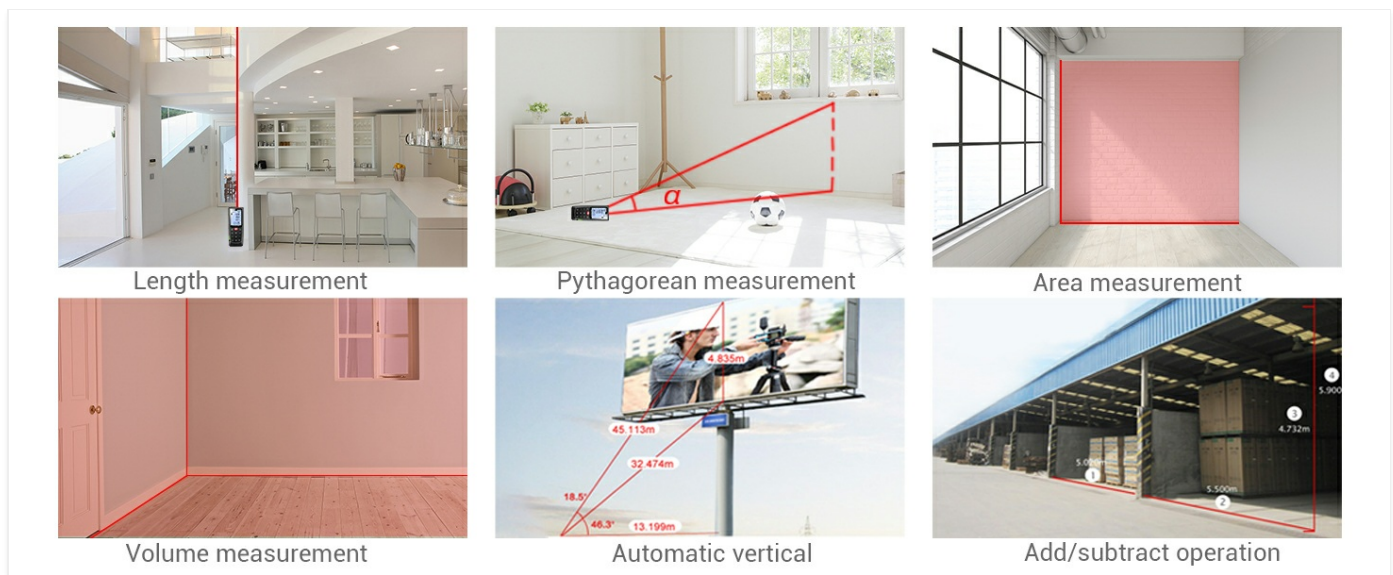 α
Length measurement
Pythagorean measurement
Area measurement
4.835m
45.113m
32.474m
18.5°
46.3°
13.199m
1
5.500m
2
3
4.732m
4
5.900
Volume measurement
Automatic vertical
Add/subtract operation